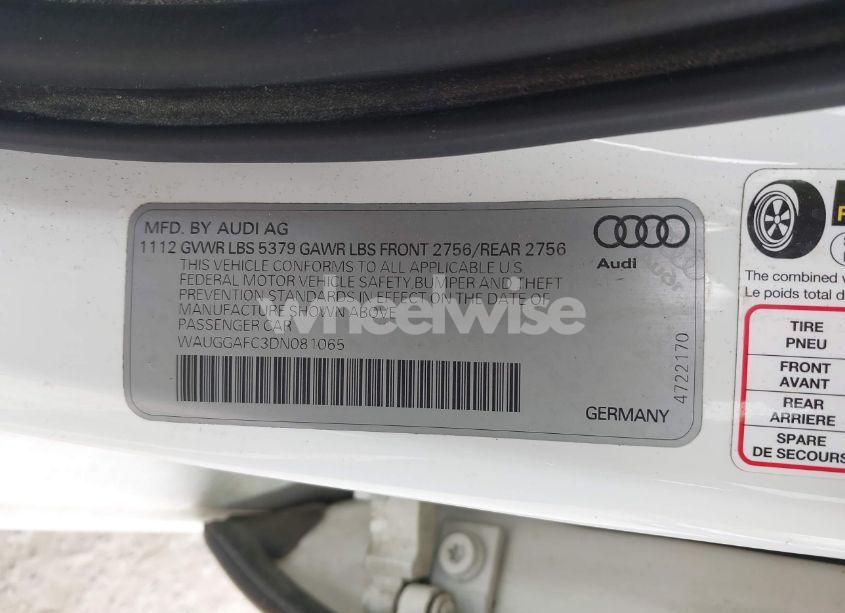 MFD. BY AUDI AG
1112 GVWR LBS 5379 GAWR LBS FRONT 2756/REAR 2756
THIS VEHICLE CONFORMS TO ALL APPLICABLE U.S.
FEDERAL MOTOR VEHICLE SAFETY, BUMPER AND THEFT
PREVENTION STANDARDS IN EFFECT ON THE DATE OF
MANUFACTURE SHOWN ABOVE
PASSENGER CAR
WAUGGAFC3DN081065
Audi
Audi
4722170
GERMANY
wheelwise
The combined
Le poids total
TIRE
PNEU
FRONT
AVANT
REAR
ARRIERE
SPARE
DE SECOURS